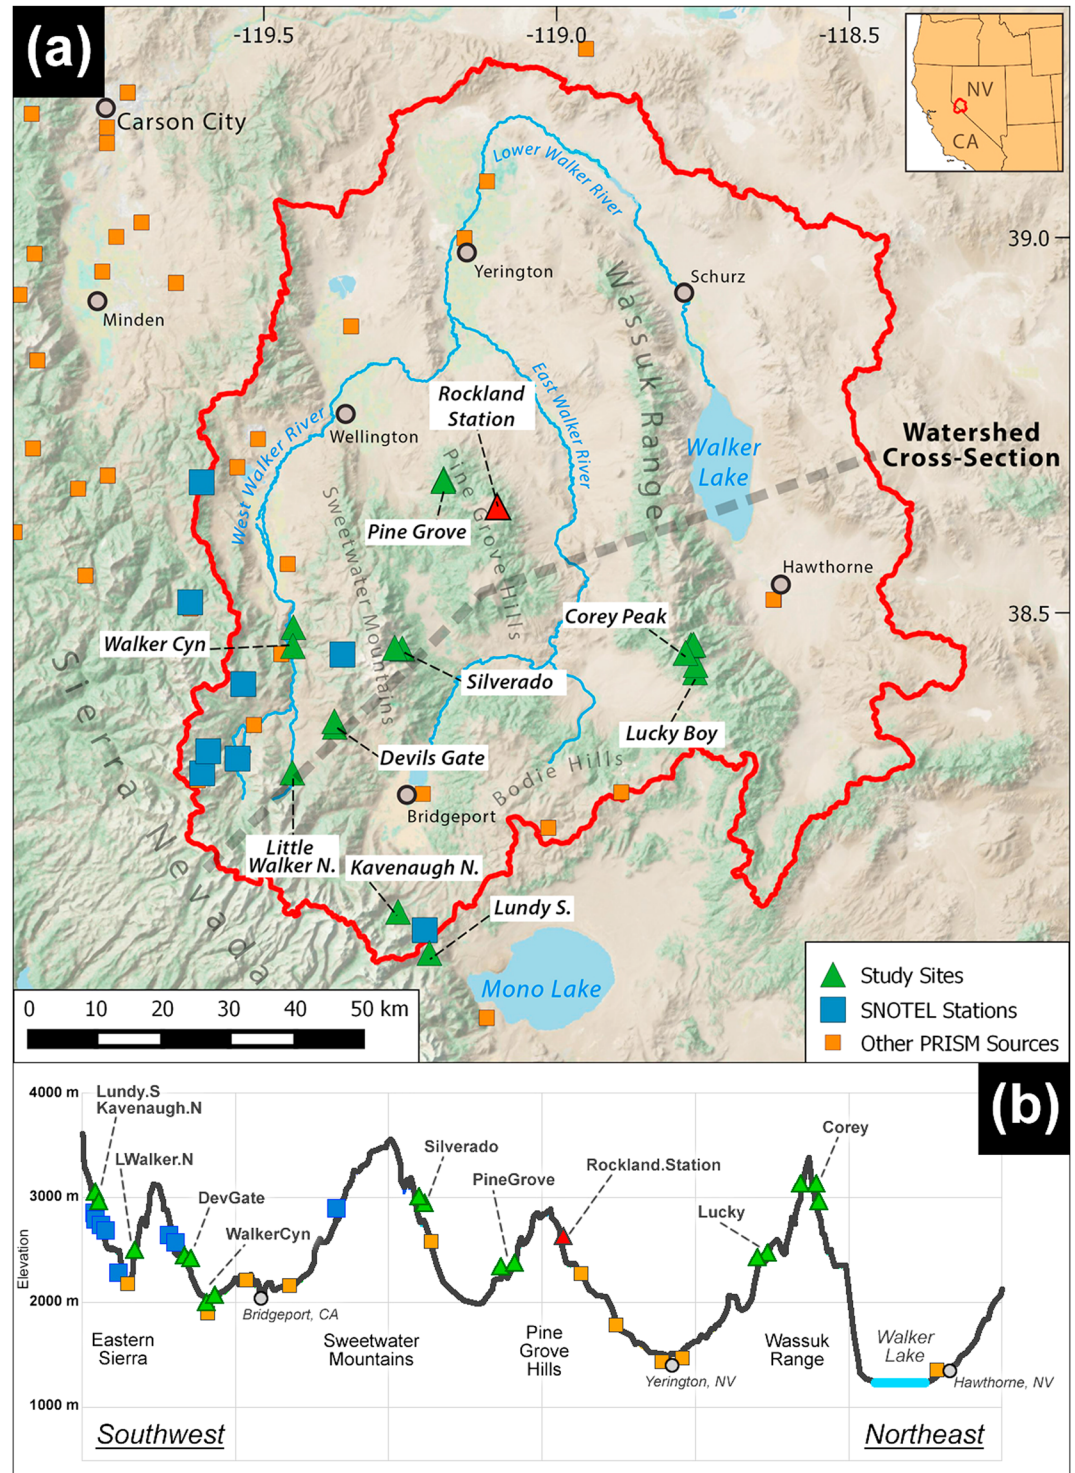 (a)
-119.5
-119.0
-118.5
NV
CA
Carson City
Lower Walker River
39.0
Yerington
Schurz
Minden
Wassuk Range
Rockland
Station
East Walker River
West Walker River
Wellington
Walker
Lake
Watershed
Cross-Section
Pine Grove Hills
Pine Grove
Sweetwater Mountains
Hawthorne
38.5
Corey Peak
Walker Cyn
Silverado
Sierra Nevada
Lucky Boy
Devils Gate
Bodie Hills
Bridgeport
Little
Walker N.
Kavenaugh N.
Lundy S.
Mono Lake
Study Sites
SNOTEL Stations
Other PRISM Sources
0 10 20 30 40 50 km
(b)
4000 m
3000 m
2000 m
1000 m
Elevation
Lundy.S
Kavenaugh.N
LWalker.N
DevGate
WalkerCyn
Silverado
PineGrove
Rockland.Station
Lucky
Corey
Bridgeport, CA
Eastern
Sierra
Sweetwater
Mountains
Pine
Grove
Hills
Yerington, NV
Wassuk
Range
Walker
Lake
Hawthorne, NV
Southwest
Northeast